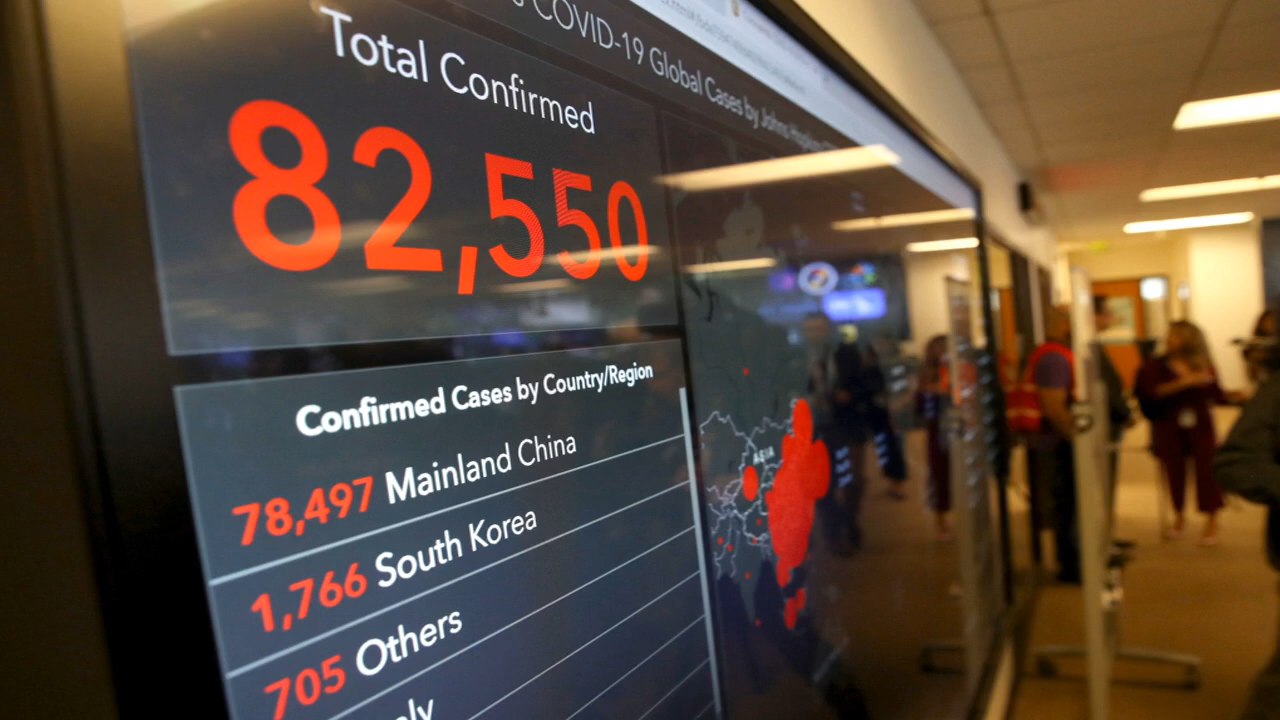 COVID-19 Global Cases by Johns
Total Confirmed
82,550
Confirmed Cases by Country/Region
78,497 Mainland China
1,766 South Korea
705 Others
ASIA